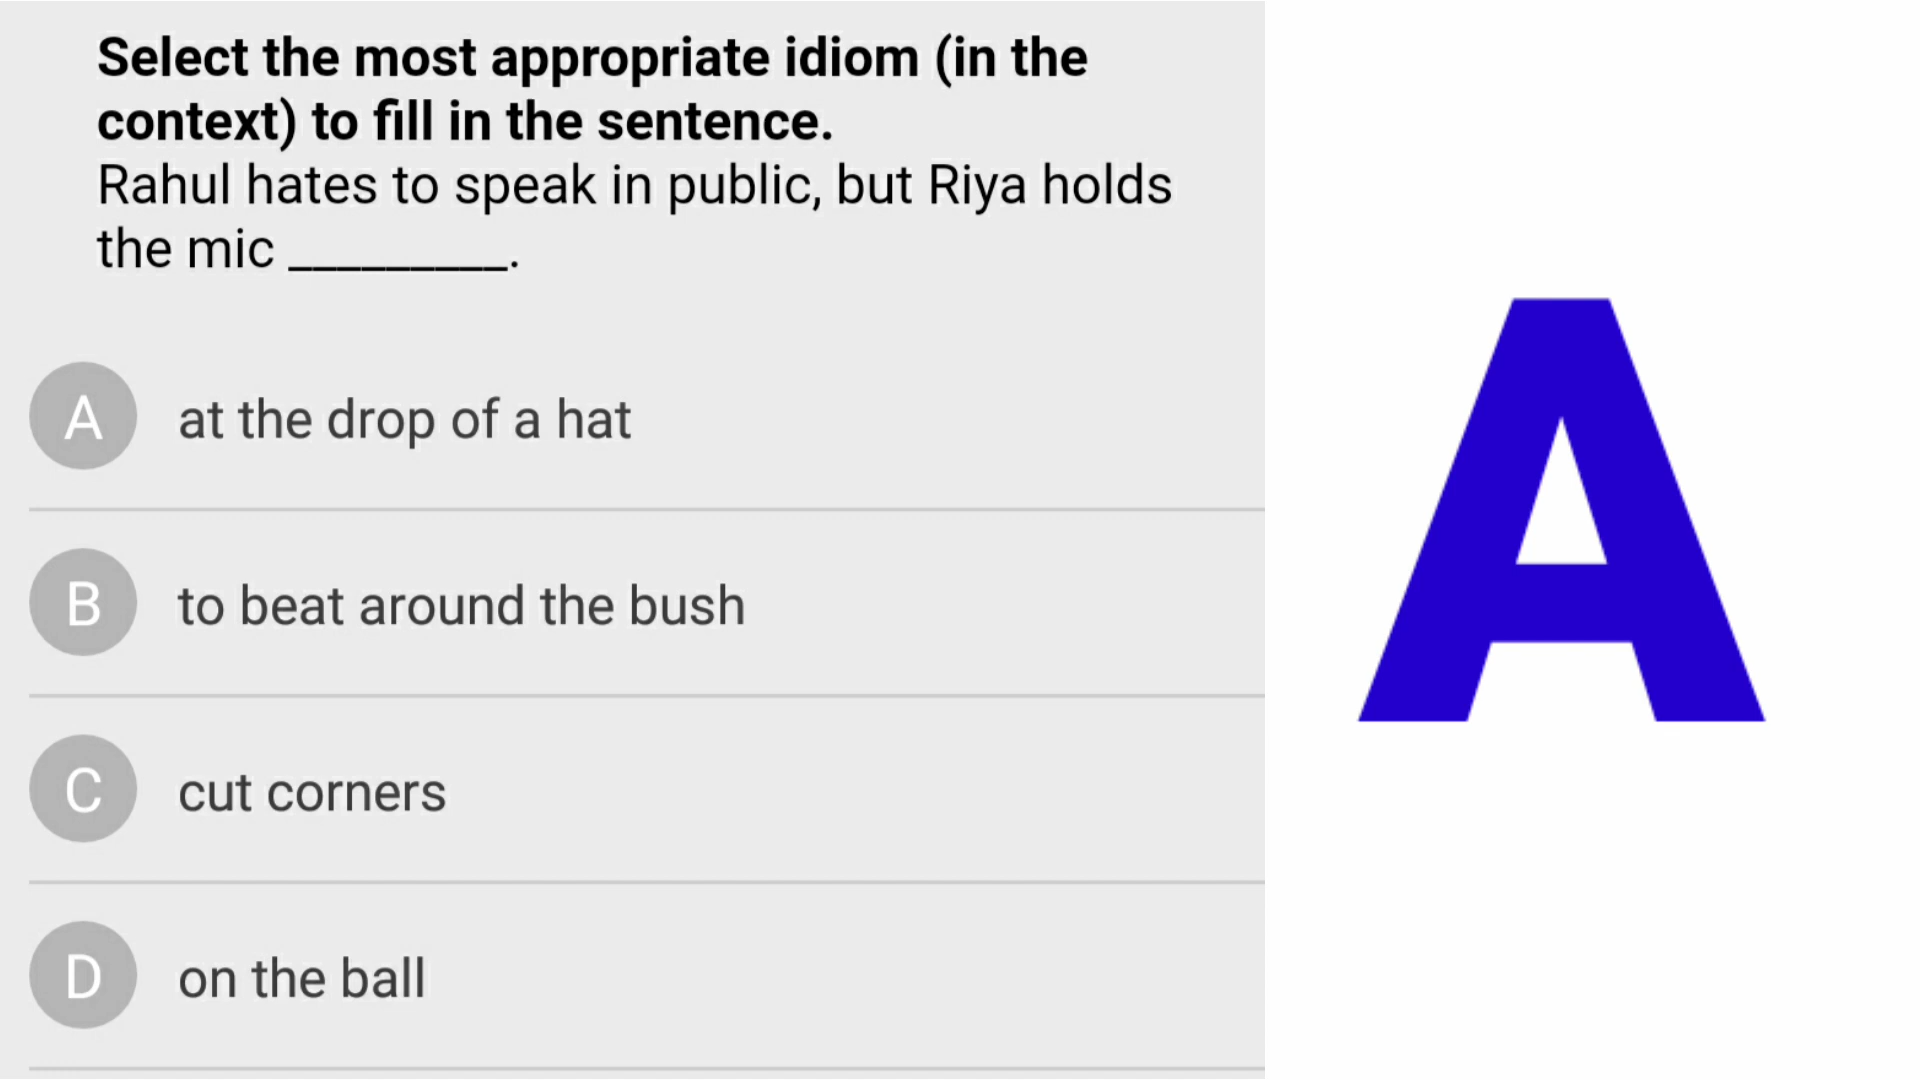 Select the most appropriate idiom (in the
context) to fill in the sentence.
Rahul hates to speak in public, but Riya holds
the mic _________.
A at the drop of a hat
B to beat around the bush
C cut corners
D on the ball
A